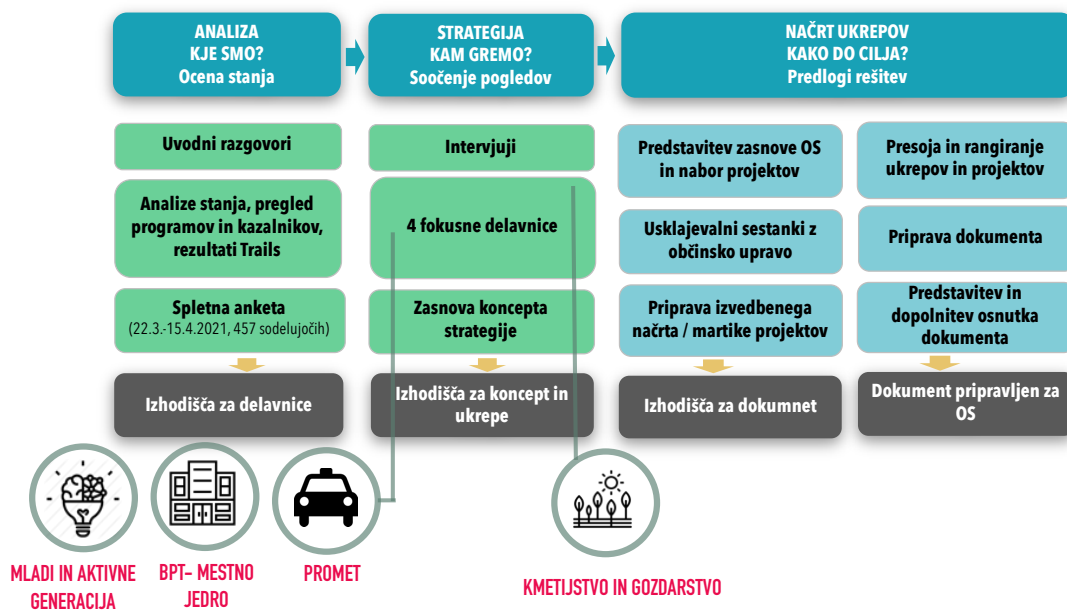 ANALIZA
KJE SMO?
Ocena stanja
STRATEGIJA
KAM GREMO?
Soočenje pogledov
NAČRT UKREPOV
KAKO DO CILJA?
Predlogi rešitev
Uvodni razgovori
Analize stanja, pregled
programov in kazalnikov,
rezultati Trails
Spletna anketa
(22.3.-15.4.2021, 457 sodelujočih)
Izhodišča za delavnice
Intervjuji
4 fokusne delavnice
Zasnova koncepta
strategije
Izhodišča za koncept in
ukrepe
Predstavitev zasnove OS
in nabor projektov
Usklajevalni sestanki z
občinsko upravo
Priprava izvedbenega
načrta / martike projektov
Izhodišča za dokumnet
Presoja in rangiranje
ukrepov in projektov
Priprava dokumenta
Predstavitev in
dopolnitev osnutka
dokumenta
Dokument pripravljen za
OS
MLADI IN AKTIVNE
GENERACIJA
BPT- MESTNO
JEDRO
PROMET
KMETIJSTVO IN GOZDARSTVO